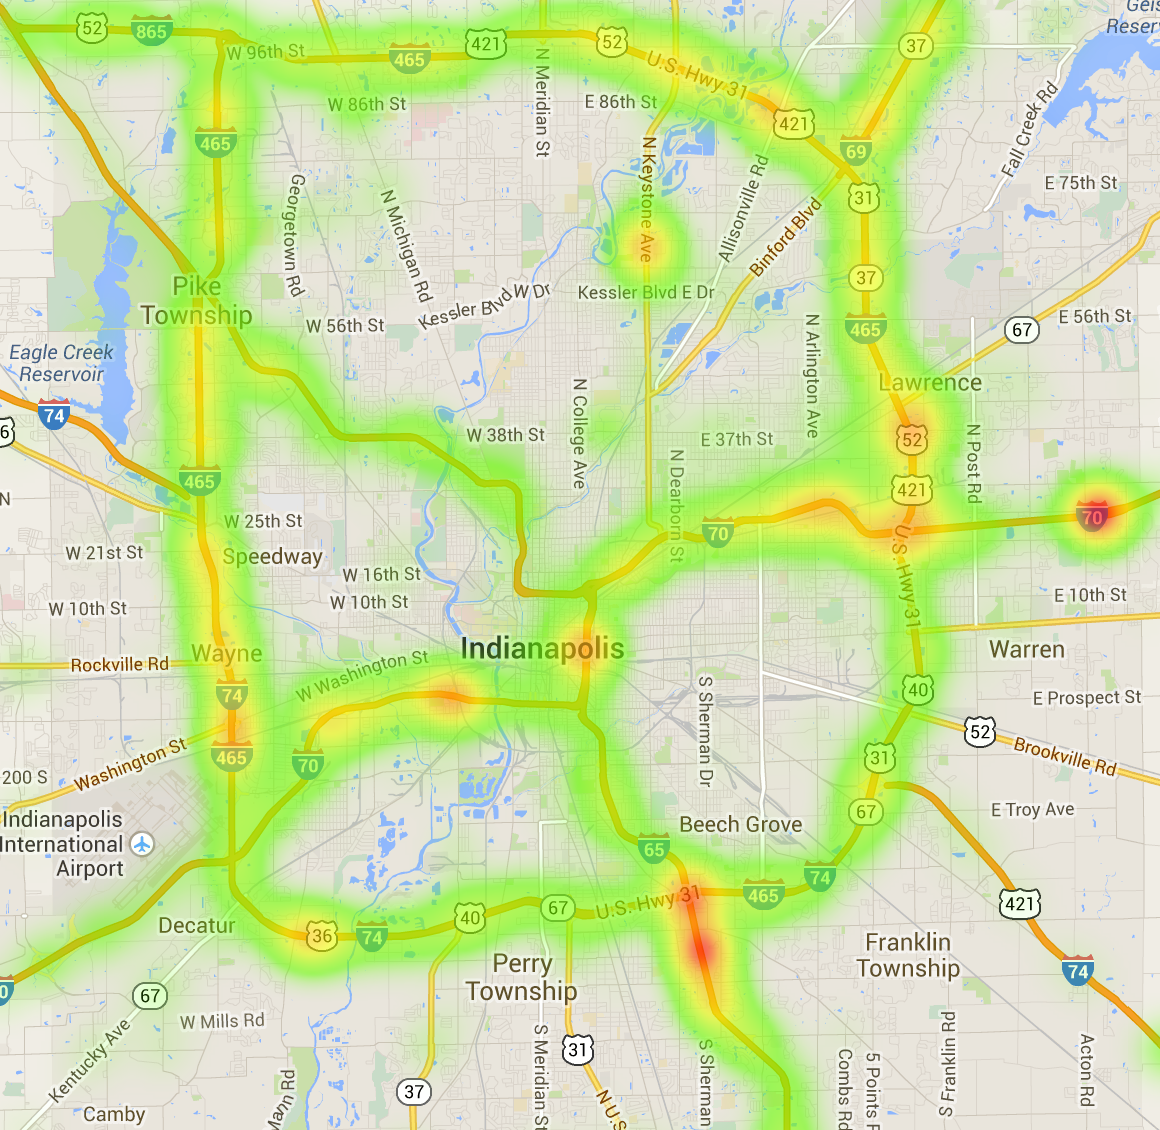 52
865
W 96th St
465
421
N Meridian St
52
U.S. Hwy 31
37
Geis
Reser
W 86th St
E 86th St
421
465
69
N Keystone Ave
Allisonville Rd
Fall Creek Rd
E 75th St
31
Georgetown Rd
N Michigan Rd
Binford Blvd
37
Pike
Township
Kessler Blvd W Dr
Kessler Blvd E Dr
W 56th St
465
67
E 56th St
N Arlington Ave
Eagle Creek
Reservoir
Lawrence
74
6
N College Ave
W 38th St
E 37th St
52
N Post Rd
465
N Dearborn St
421
N
W 25th St
70
70
W 21st St
Speedway
U.S. Hwy 31
W 16th St
W 10th St
W 10th St
E 10th St
Indianapolis
Wayne
Rockville Rd
W Washington St
Warren
74
S Sherman Dr
40
E Prospect St
52
Washington St
465
70
31
Brookville Rd
200 S
Indianapolis
International
Airport
67
E Troy Ave
Beech Grove
65
74
465
U.S. Hwy 31
67
40
421
Decatur
36
74
Franklin
Township
Perry
Township
74
0
67
W Mills Rd
Kentucky Ave
S Meridian St
31
S Sherman
S Franklin Rd
5 Points R
Combs Rd
Acton Rd
37
Mann Rd
N U.S.
Camby